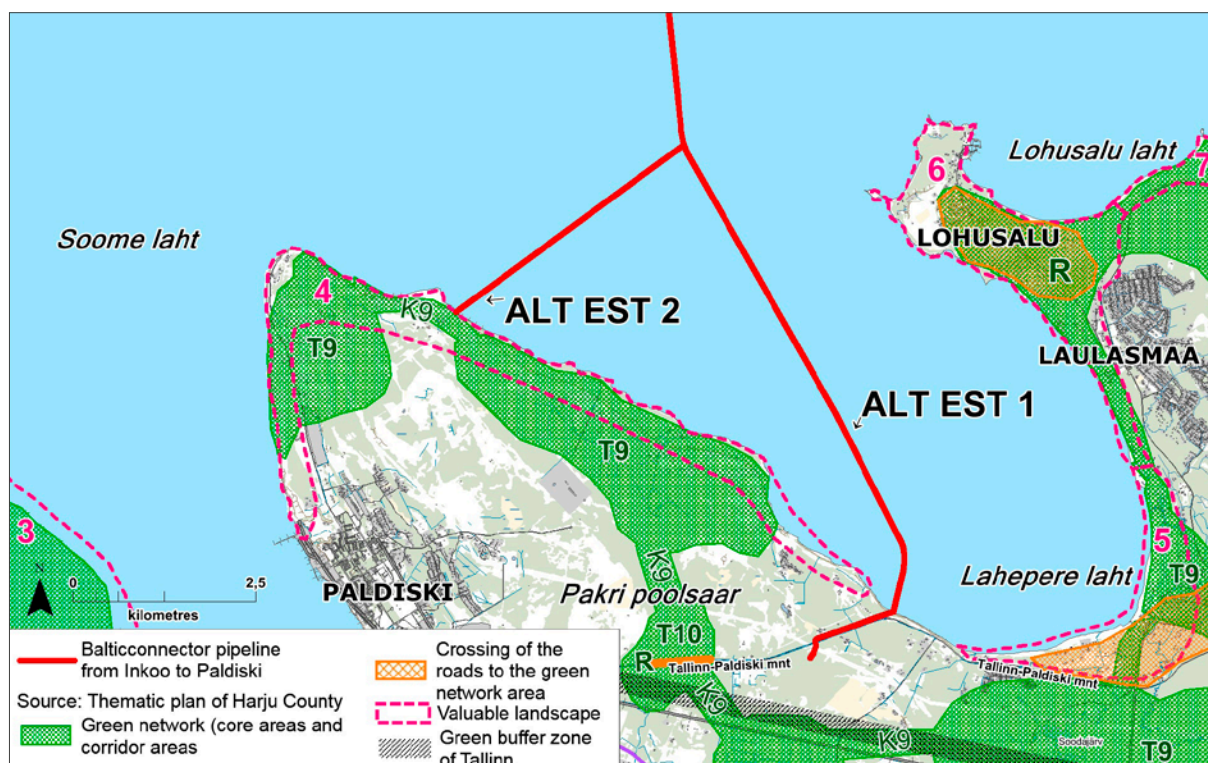 Lohusalu laht
6
7
Soome laht
LOHUSALU
R
4
K9
ALT EST 2
T9
LAULASMAA
ALT EST 1
T9
3
5
N
0
2,5
kilometres
PALDISKI
K9
Pakri poolsaar
Lahepere laht
T9
T10
R
Tallinn-Paldiski mnt
Tallinn-Paldiski mnt
K9
K9
Soodajärv
T9
Balticconnector pipeline
from Inkoo to Paldiski
Source: Thematic plan of Harju County
Green network (core areas and
corridor areas
Crossing of the
roads to the green
network area
Valuable landscape
Green buffer zone
of Tallinn